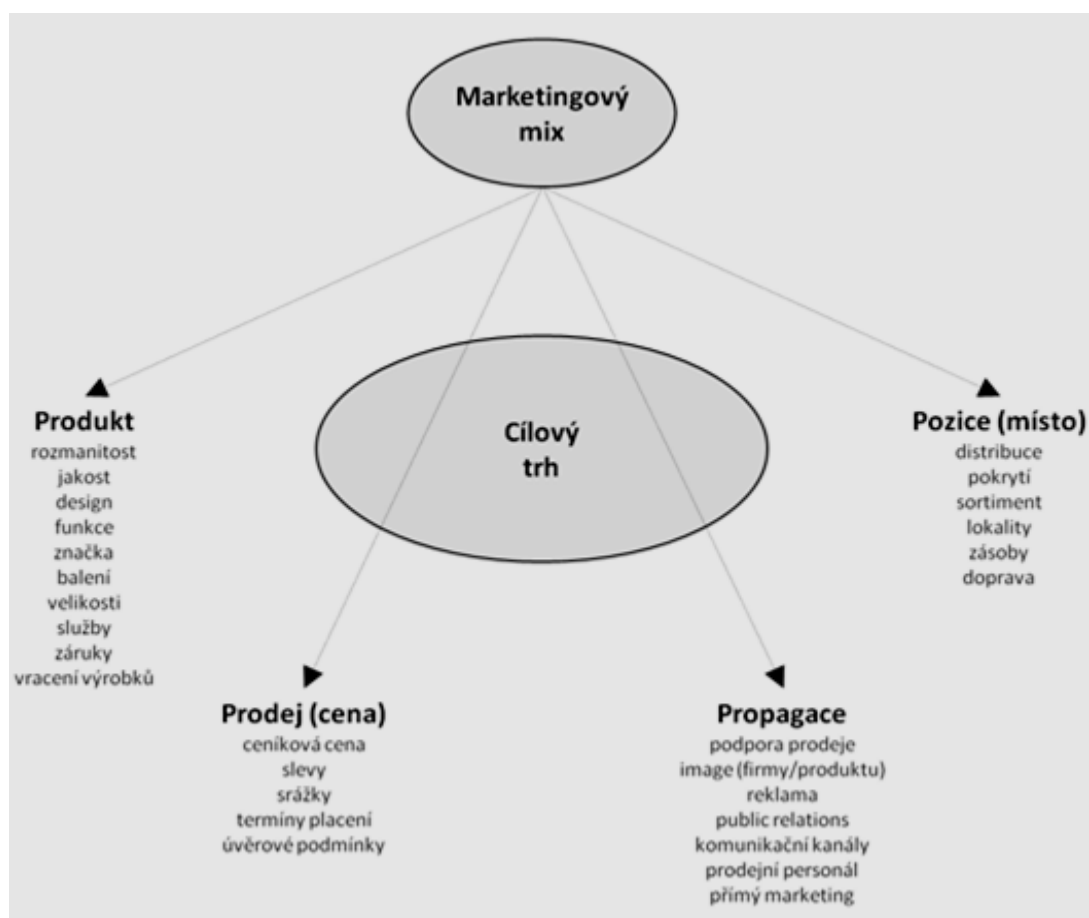 Marketingový
mix
Cílový
trh
Produkt
rozmanitost
jakost
design
funkce
značka
balení
velikosti
služby
záruky
vracení výrobků
Prodej (cena)
ceníková cena
slevy
srážky
termíny placení
úvěrové podmínky
Propagace
podpora prodeje
image (firmy/produktu)
reklama
public relations
komunikační kanály
prodejní personál
přímý marketing
Pozice (místo)
distribuce
pokrytí
sortiment
lokality
zásoby
doprava